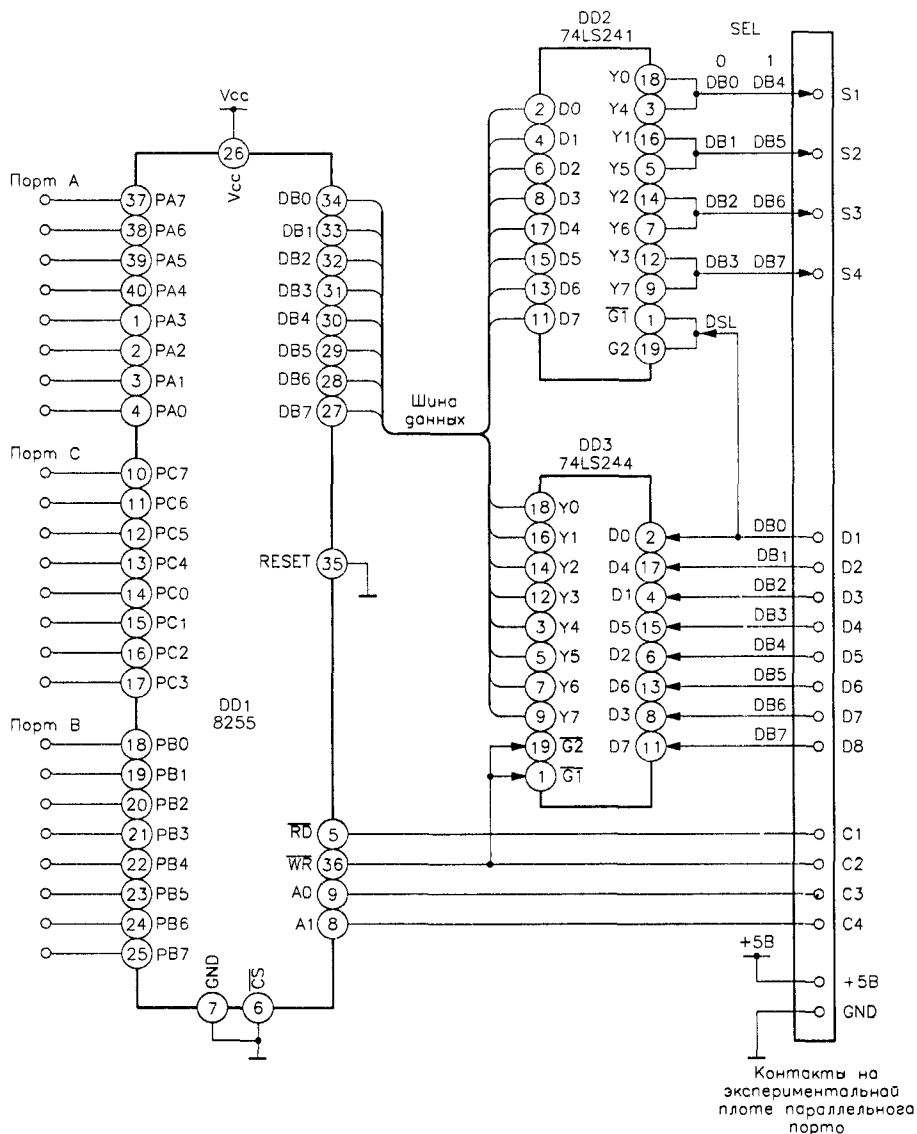 DD2
74LS241
SEL
0 1
2 D0
4 D1
6 D2
8 D3
17 D4
15 D5
13 D6
11 D7
Y0 18
Y4 3
Y1 16
Y5 5
Y2 14
Y6 7
Y3 12
Y7 9
G1 1
G2 19
DB0 DB4
DB1 DB5
DB2 DB6
DB3 DB7
DSL
S1
S2
S3
S4
Vcc
26
Vcc
Порт A
37 PA7
38 PA6
39 PA5
40 PA4
1 PA3
2 PA2
3 PA1
4 PA0
Порт C
10 PC7
11 PC6
12 PC5
13 PC4
14 PC0
15 PC1
16 PC2
17 PC3
Порт B
18 PB0
19 PB1
20 PB2
21 PB3
22 PB4
23 PB5
24 PB6
25 PB7
DD1
8255
DB0 34
DB1 33
DB2 32
DB3 31
DB4 30
DB5 29
DB6 28
DB7 27
RESET 35
RD 5
WR 36
A0 9
A1 8
GND
7
CS
6
Шина
данных
DD3
74LS244
18 Y0
16 Y1
14 Y2
12 Y3
3 Y4
5 Y5
7 Y6
9 Y7
19 G2
1 G1
D0 2
D4 17
D1 4
D5 15
D2 6
D6 13
D3 8
D7 11
DB0 D1
DB1 D2
DB2 D3
DB3 D4
DB4 D5
DB5 D6
DB6 D7
DB7 D8
C1
C2
C3
C4
+5В
+5В
GND
Контакты на
экспериментальной
плате параллельного
порта